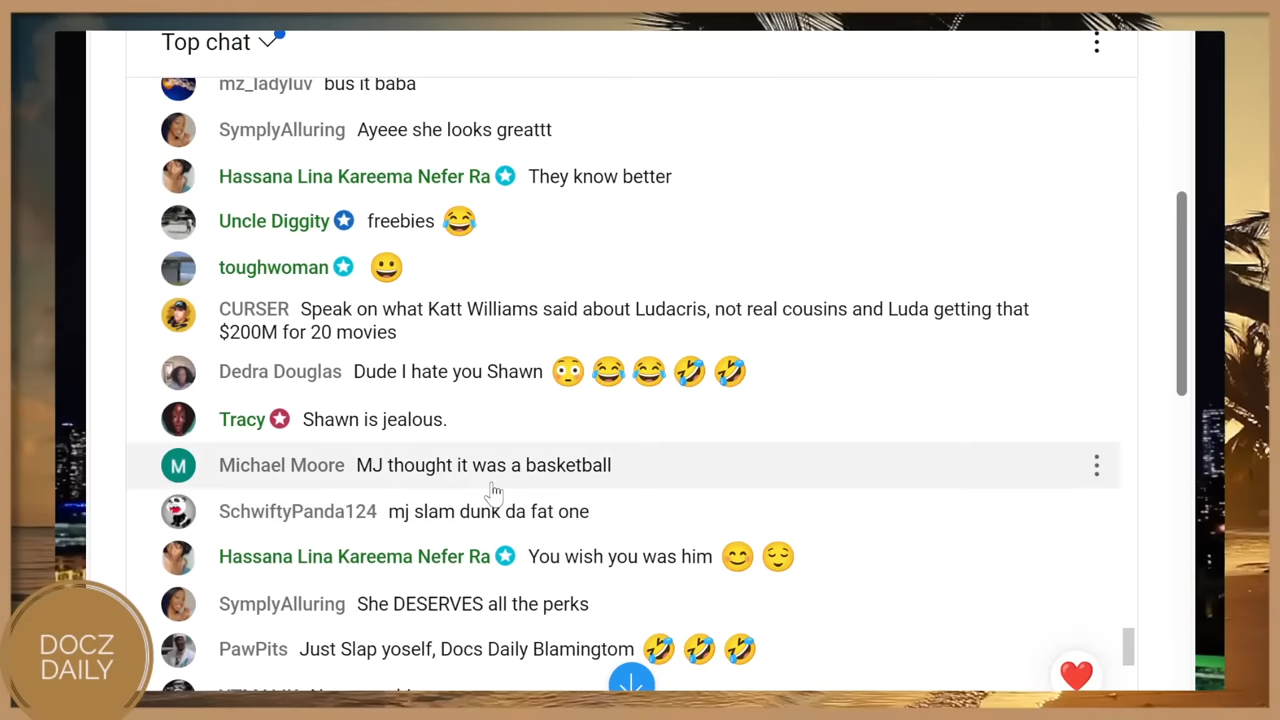 Top chat
mz_ladyluv bus it baba
SymplyAlluring Ayeee she looks greattt
Hassana Lina Kareema Nefer Ra They know better
Uncle Diggity freebies 😂
toughwoman 😀
CURSER Speak on what Katt Williams said about Ludacris, not real cousins and Luda getting that
$200M for 20 movies
Dedra Douglas Dude I hate you Shawn 😳😂😂🤣🤣
Tracy Shawn is jealous.
M Michael Moore MJ thought it was a basketball
SchwiftyPanda124 mj slam dunk da fat one
Hassana Lina Kareema Nefer Ra You wish you was him 😊😌
SymplyAlluring She DESERVES all the perks
PawPits Just Slap yoself, Docs Daily Blamingtom 🤣🤣🤣
DOCZ
DAILY